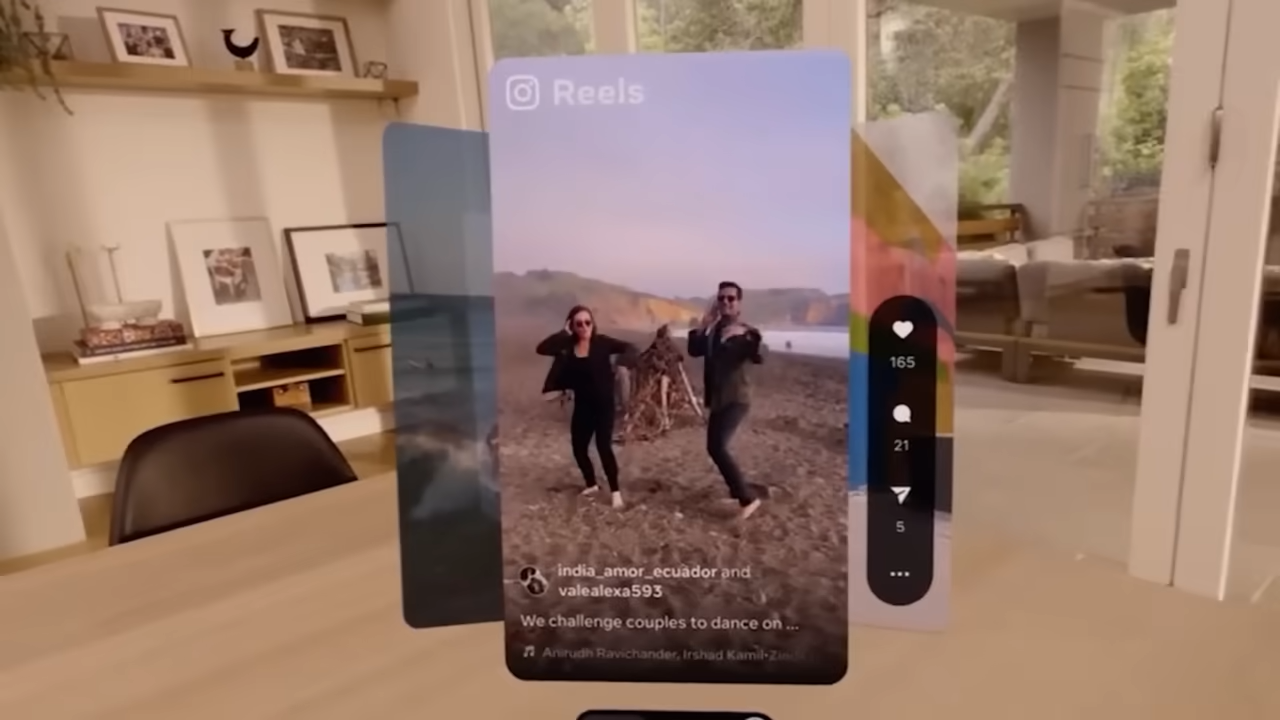 Reels
india_amor_ecuador and
valealexa593
We challenge couples to dance on ...
Anirudh Ravichander, Irshad Kamil•
165
21
5